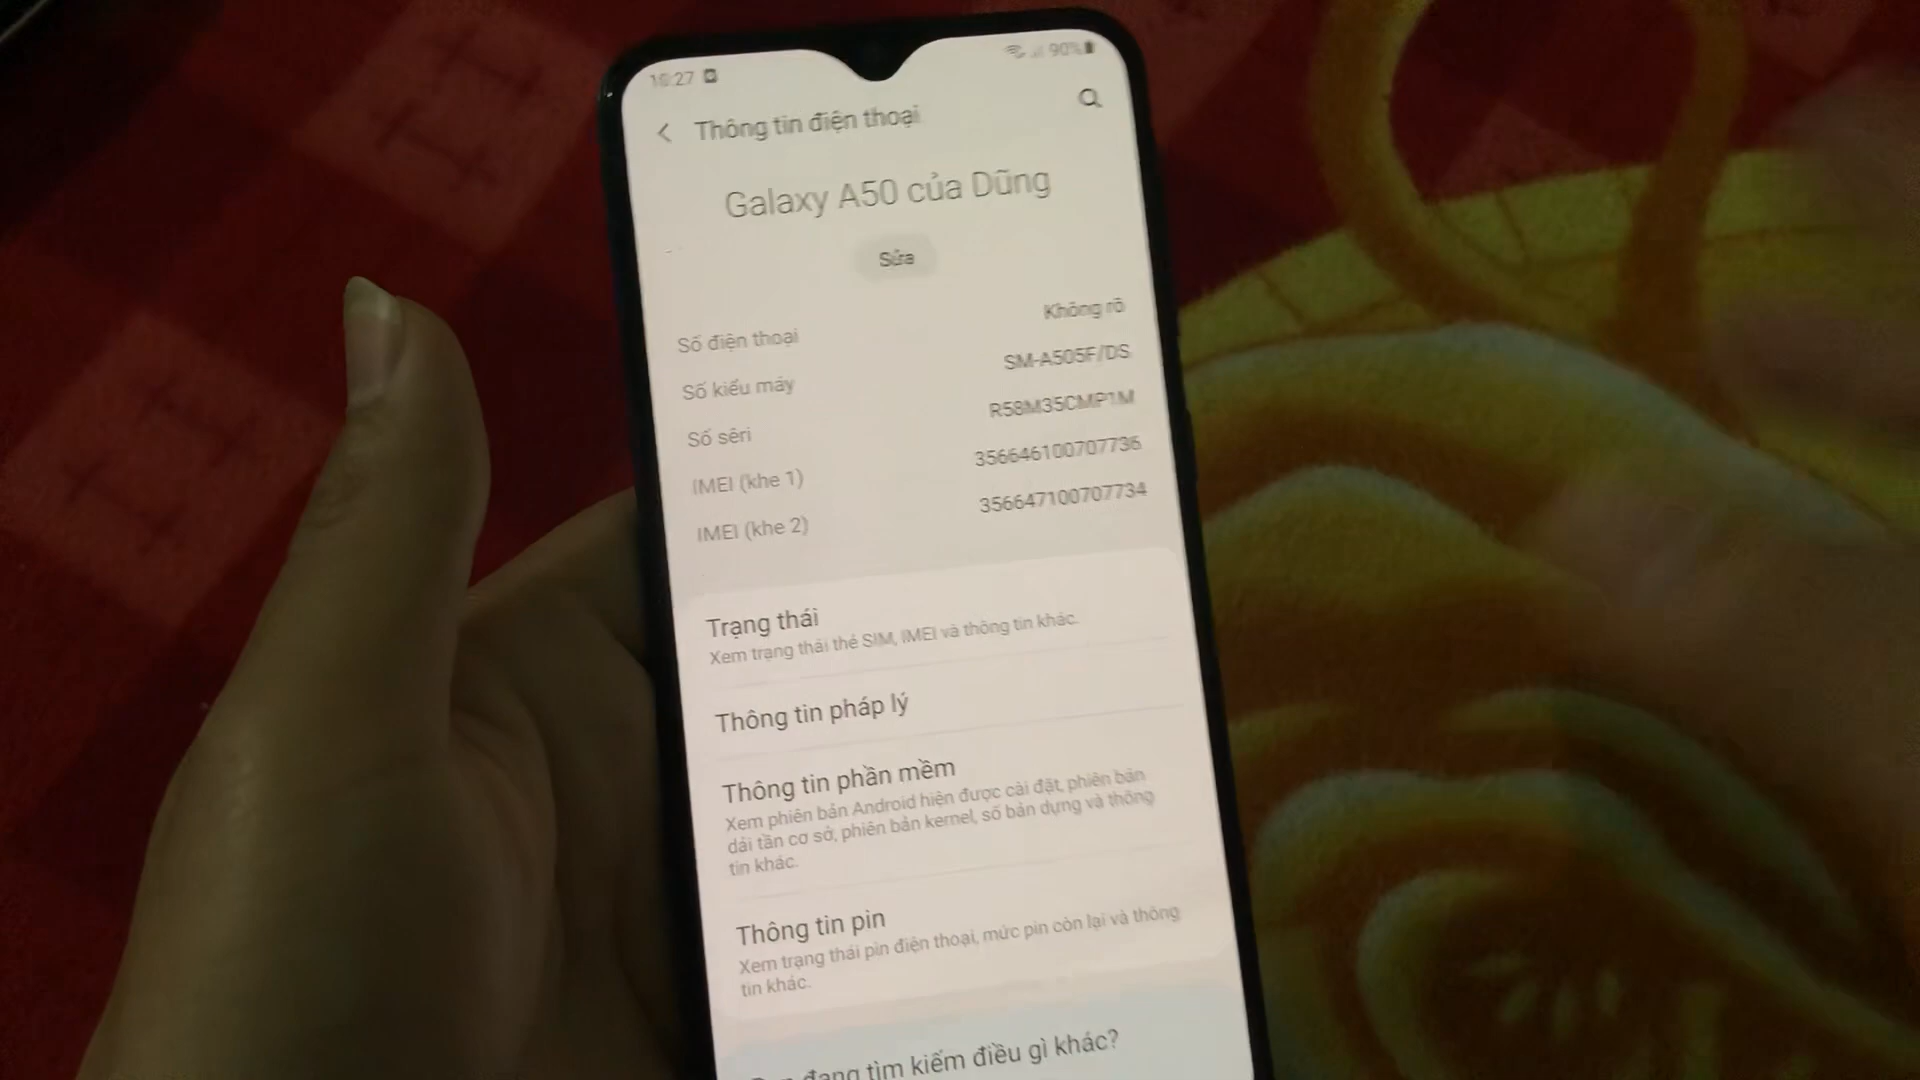 90%
Thông tin điện thoại
Galaxy A50 của Dũng
Sửa
Số điện thoại Không rõ
Số kiểu máy SM-A505F/DS
Số sêri R58M35CMP1M
IMEI (khe 1) 356646100707736
IMEI (khe 2) 356647100707734
Trạng thái
Xem trạng thái thẻ SIM, IMEI và thông tin khác.
Thông tin pháp lý
Thông tin phần mềm
Xem phiên bản Android hiện được cài đặt, phiên bản
dải tần cơ sở, phiên bản kernel, số bản dựng và thông
tin khác.
Thông tin pin
Xem trạng thái pin điện thoại, mức pin còn lại và thông
tin khác.
đang tìm kiếm điều gì khác?